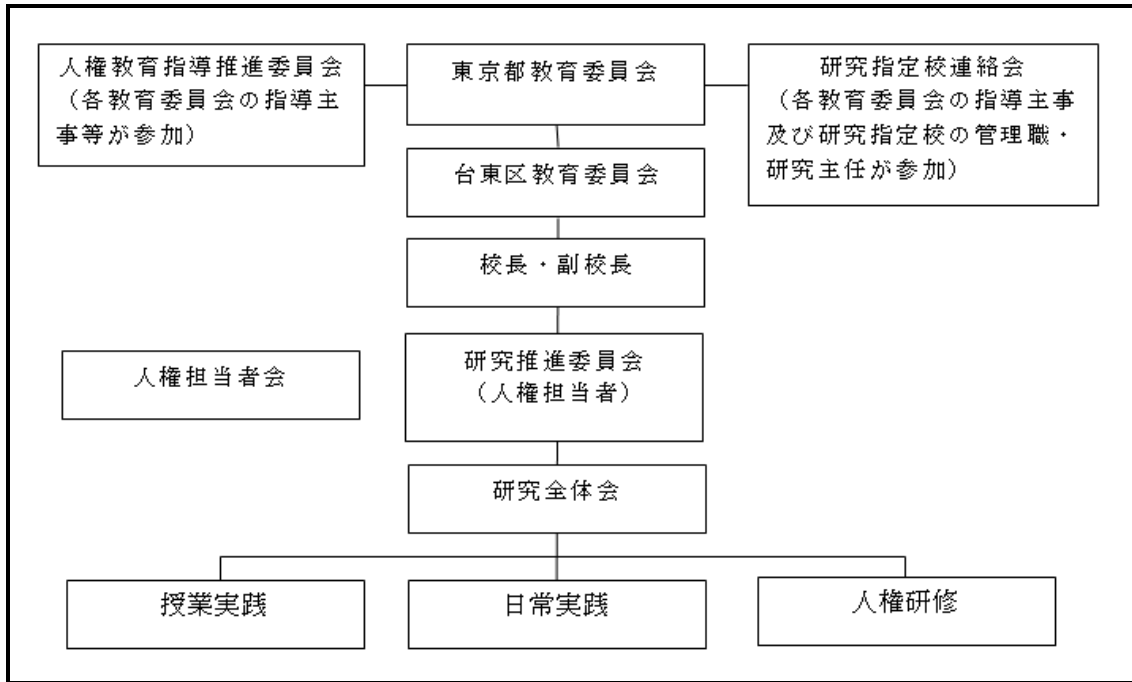 人権教育指導推進委員会
（各教育委員会の指導主
事等が参加）
東京都教育委員会
研究指定校連絡会
（各教育委員会の指導主事
及び研究指定校の管理職・
研究主任が参加）
台東区教育委員会
校長・副校長
人権担当者会
研究推進委員会
（人権担当者）
研究全体会
授業実践
日常実践
人権研修